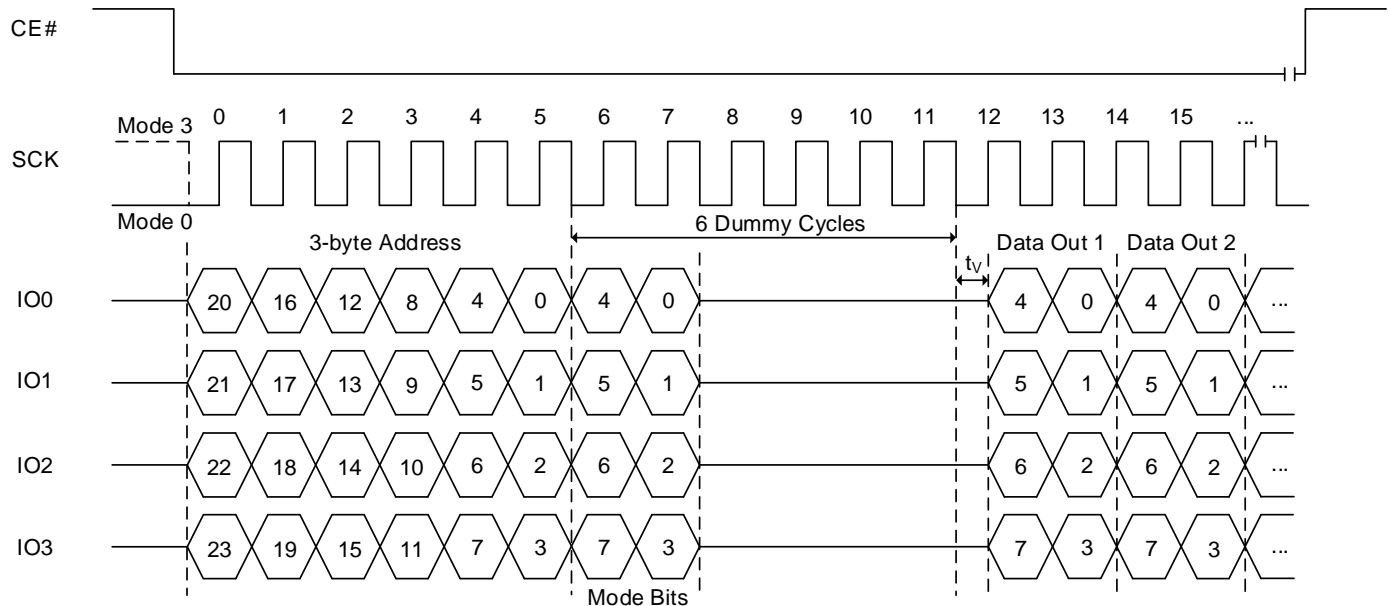 CE#
0 1 2 3 4 5 6 7 8 9 10 11 12 13 14 15 ...
Mode 3
SCK
Mode 0
6 Dummy Cycles
3-byte Address
Data Out 1 Data Out 2
tV
IO0 20 16 12 8 4 0 4 0 4 0 4 0 ...
IO1 21 17 13 9 5 1 5 1 5 1 5 1 ...
IO2 22 18 14 10 6 2 6 2 6 2 6 2 ...
IO3 23 19 15 11 7 3 7 3 7 3 7 3 ...
Mode Bits